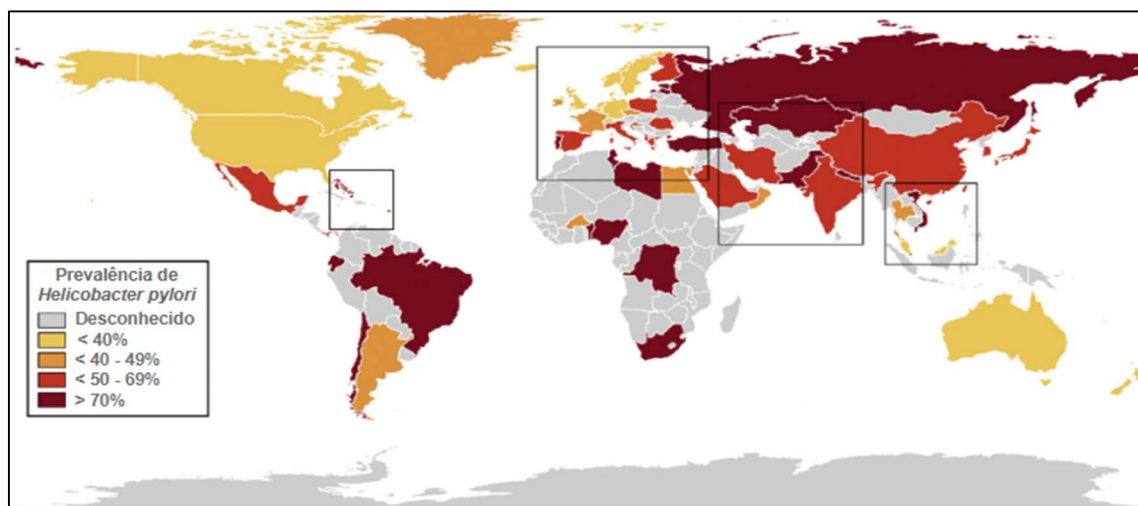 Prevalência de
Helicobacter pylori
Desconhecido
< 40%
< 40 - 49%
< 50 - 69%
> 70%